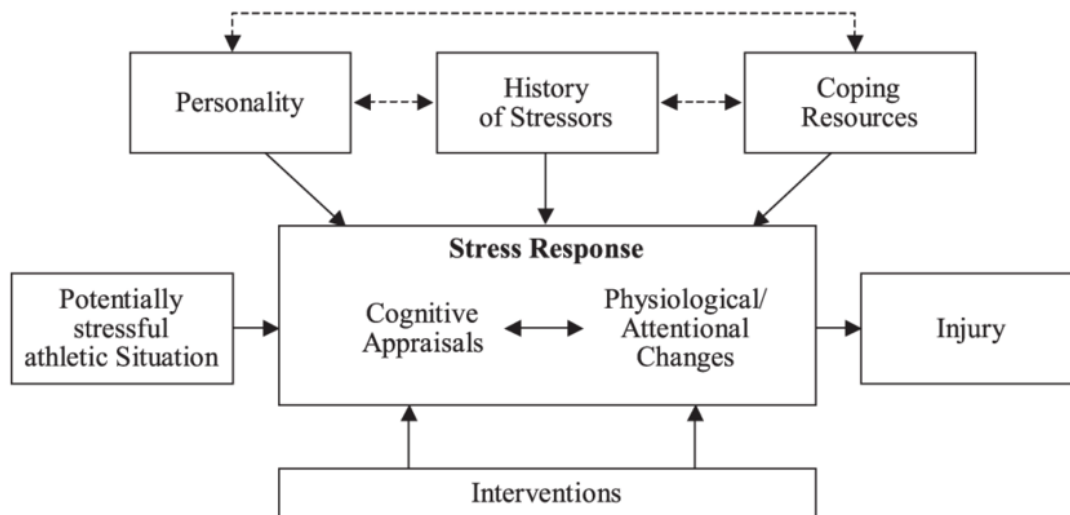 Personality
History
of Stressors
Coping
Resources
Stress Response
Potentially
stressful
athletic Situation
Cognitive
Appraisals
Physiological/
Attentional
Changes
Injury
Interventions